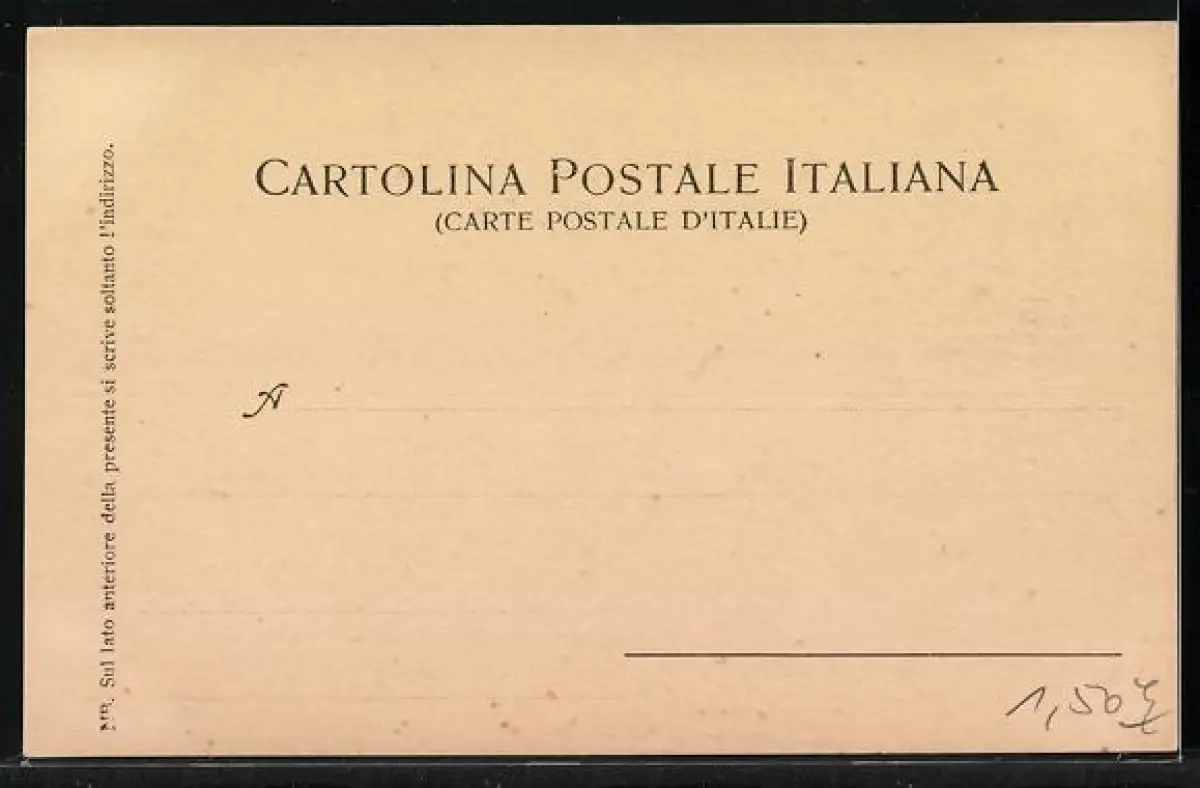 CARTOLINA POSTALE ITALIANA
(CARTE POSTALE D'ITALIE)
A
NB. Sul lato anteriore della presente si scrive soltanto l'indirizzo.
1,50